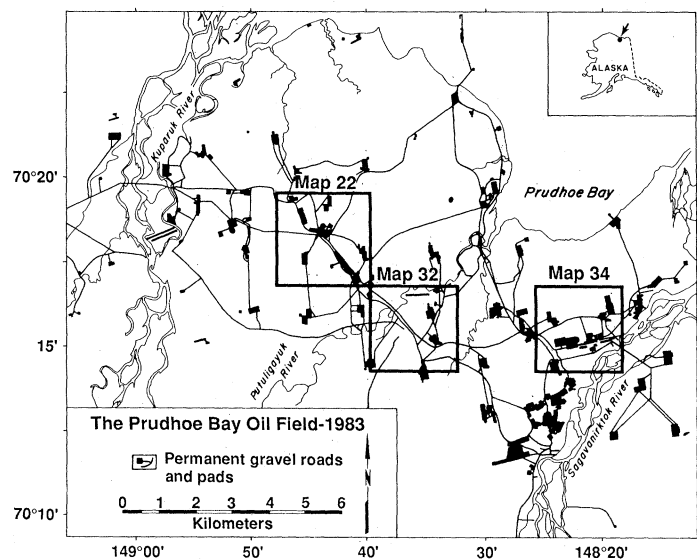 ALASKA
Kuparuk River
70°20'
Map 22
Prudhoe Bay
Map 32
Map 34
15'
Putuligayuk
River
Sagavanirktok River
The Prudhoe Bay Oil Field-1983
Permanent gravel roads
and pads
N
0 1 2 3 4 5 6
Kilometers
70°10'
149°00' 50' 40' 30' 148°20'